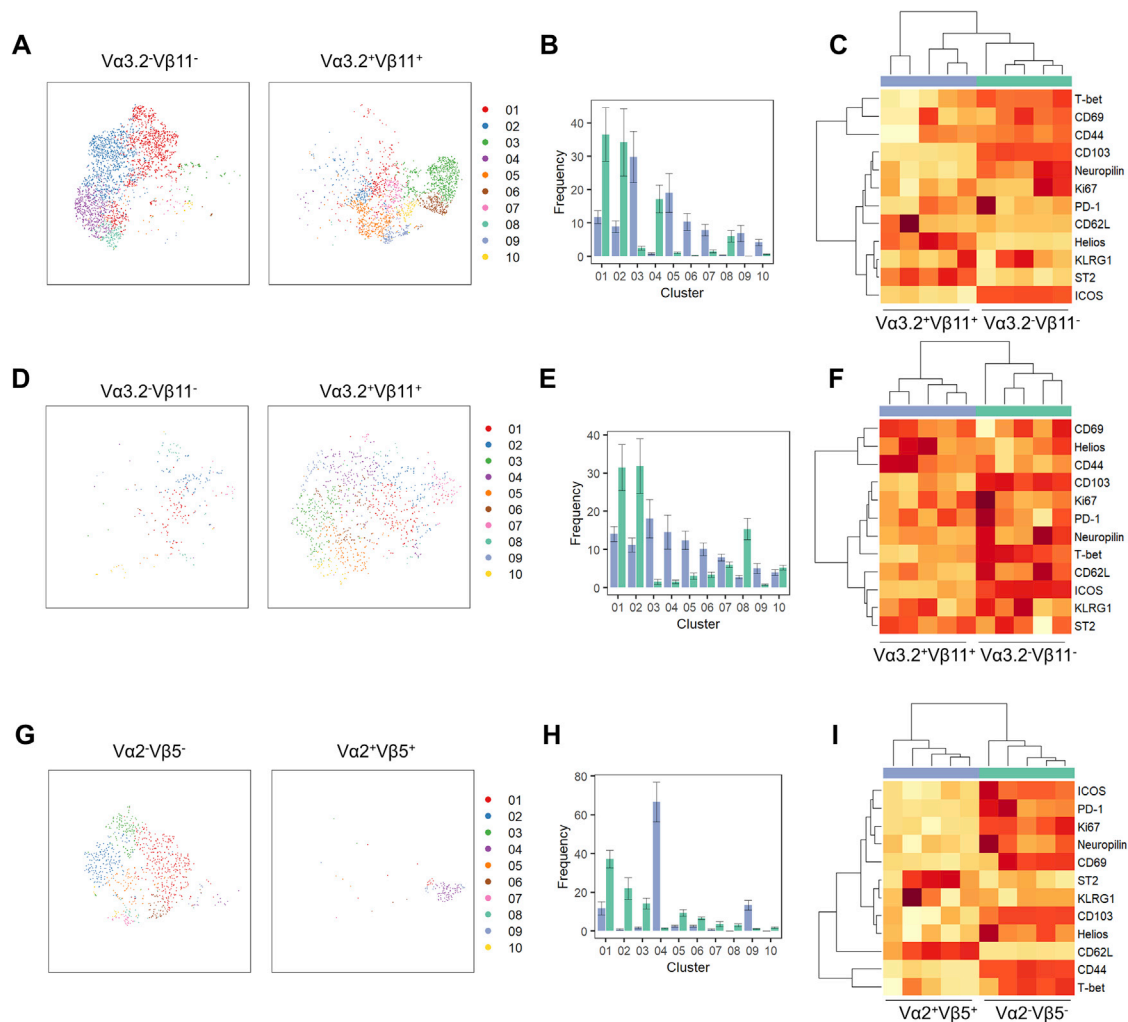 A
Vα3.2⁻Vβ11⁻
Vα3.2⁺Vβ11⁺
01
02
03
04
05
06
07
08
09
10
B
Frequency
40
30
20
10
0
01 02 03 04 05 06 07 08 09 10
Cluster
C
T-bet
CD69
CD44
CD103
Neuropilin
Ki67
PD-1
CD62L
Helios
KLRG1
ST2
ICOS
Vα3.2⁺Vβ11⁺ Vα3.2⁻Vβ11⁻
D
Vα3.2⁻Vβ11⁻
Vα3.2⁺Vβ11⁺
01
02
03
04
05
06
07
08
09
10
E
Frequency
40
30
20
10
0
01 02 03 04 05 06 07 08 09 10
Cluster
F
CD69
Helios
CD44
CD103
Ki67
PD-1
Neuropilin
T-bet
CD62L
ICOS
KLRG1
ST2
Vα3.2⁺Vβ11⁺ Vα3.2⁻Vβ11⁻
G
Vα2⁻Vβ5⁻
Vα2⁺Vβ5⁺
01
02
03
04
05
06
07
08
09
10
H
Frequency
80
60
40
20
0
01 02 03 04 05 06 07 08 09 10
Cluster
I
ICOS
PD-1
Ki67
Neuropilin
CD69
ST2
KLRG1
CD103
Helios
CD62L
CD44
T-bet
Vα2⁺Vβ5⁺ Vα2⁻Vβ5⁻